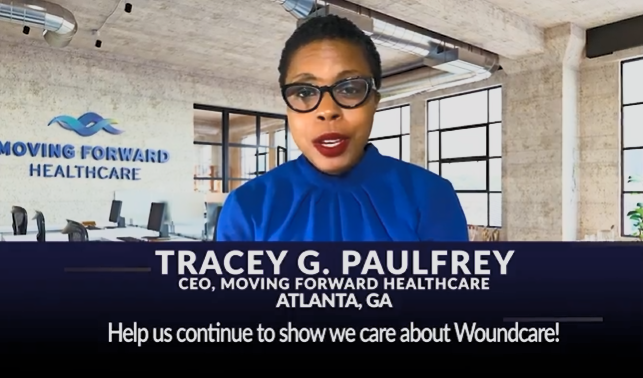 MOVING FORWARD
HEALTHCARE
TRACEY G. PAULFREY
CEO, MOVING FORWARD HEALTHCARE
ATLANTA, GA
Help us continue to show we care about Woundcare!